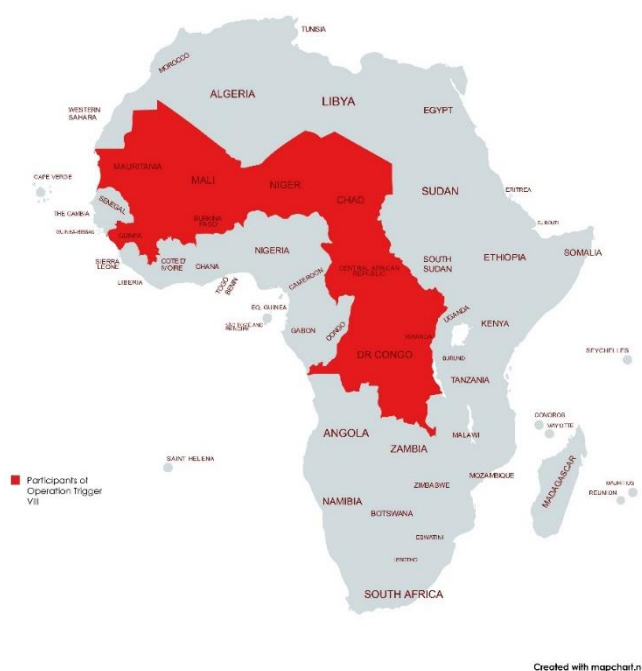 TUNISIA
MOROCCO
ALGERIA
LIBYA
EGYPT
WESTERN
SAHARA
MAURITANIA
MALI
NIGER
CHAD
SUDAN
ERITREA
CAPE VERDE
SENEGAL
THE GAMBIA
GUINEA-BISSAU
GUINEA
BURKINA
FASO
DJIBOUTI
SIERRA
LEONE
COTE D'
IVOIRE
GHANA
TOGO
BENIN
NIGERIA
CAMEROON
CENTRAL AFRICAN
REPUBLIC
SOUTH
SUDAN
ETHIOPIA
SOMALIA
LIBERIA
EQ. GUINEA
SAO TOME AND
PRINCIPE
GABON
CONGO
DR CONGO
UGANDA
RWANDA
BURUNDI
KENYA
TANZANIA
SEYCHELLES
ANGOLA
ZAMBIA
MALAWI
COMOROS
MAYOTTE
SAINT HELENA
MOZAMBIQUE
ZIMBABWE
MADAGASCAR
MAURITIUS
REUNION
NAMIBIA
BOTSWANA
ESWATINI
LESOTHO
SOUTH AFRICA
Participants of
Operation Trigger
VIII
Created with mapchart.n